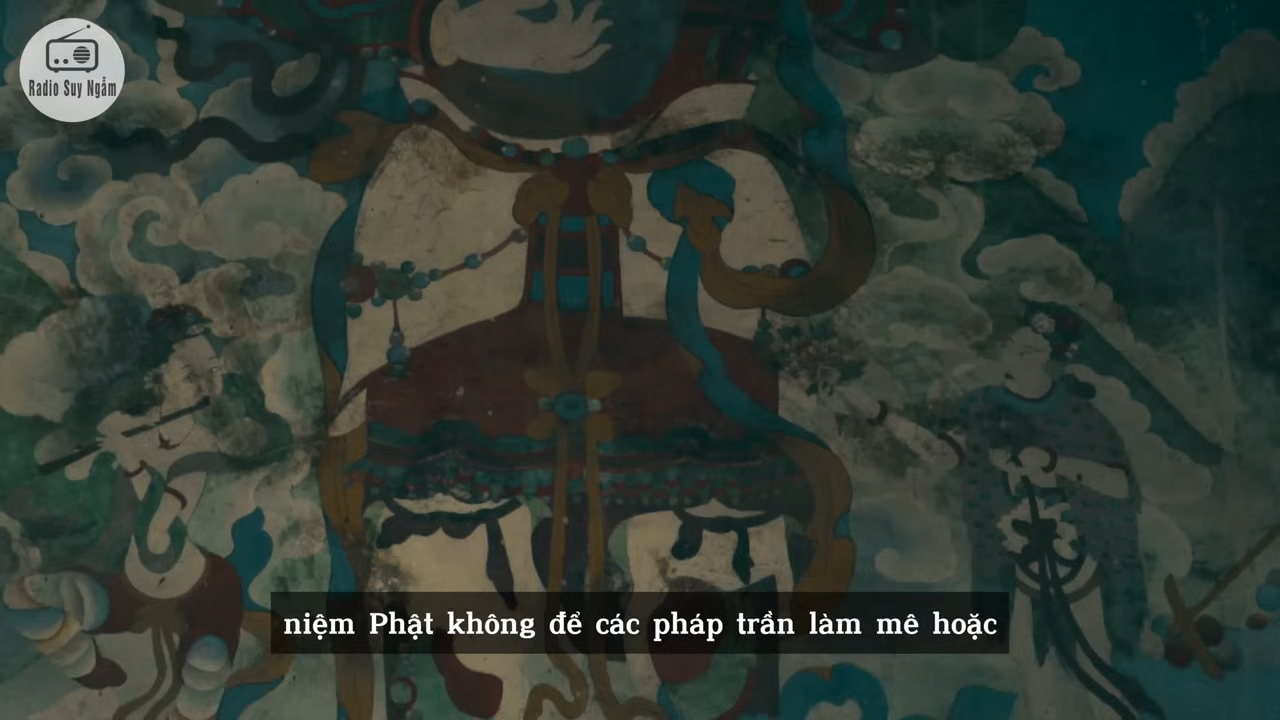 Radio Suy Ngẫm
niệm Phật không để các pháp trần làm mê hoặc